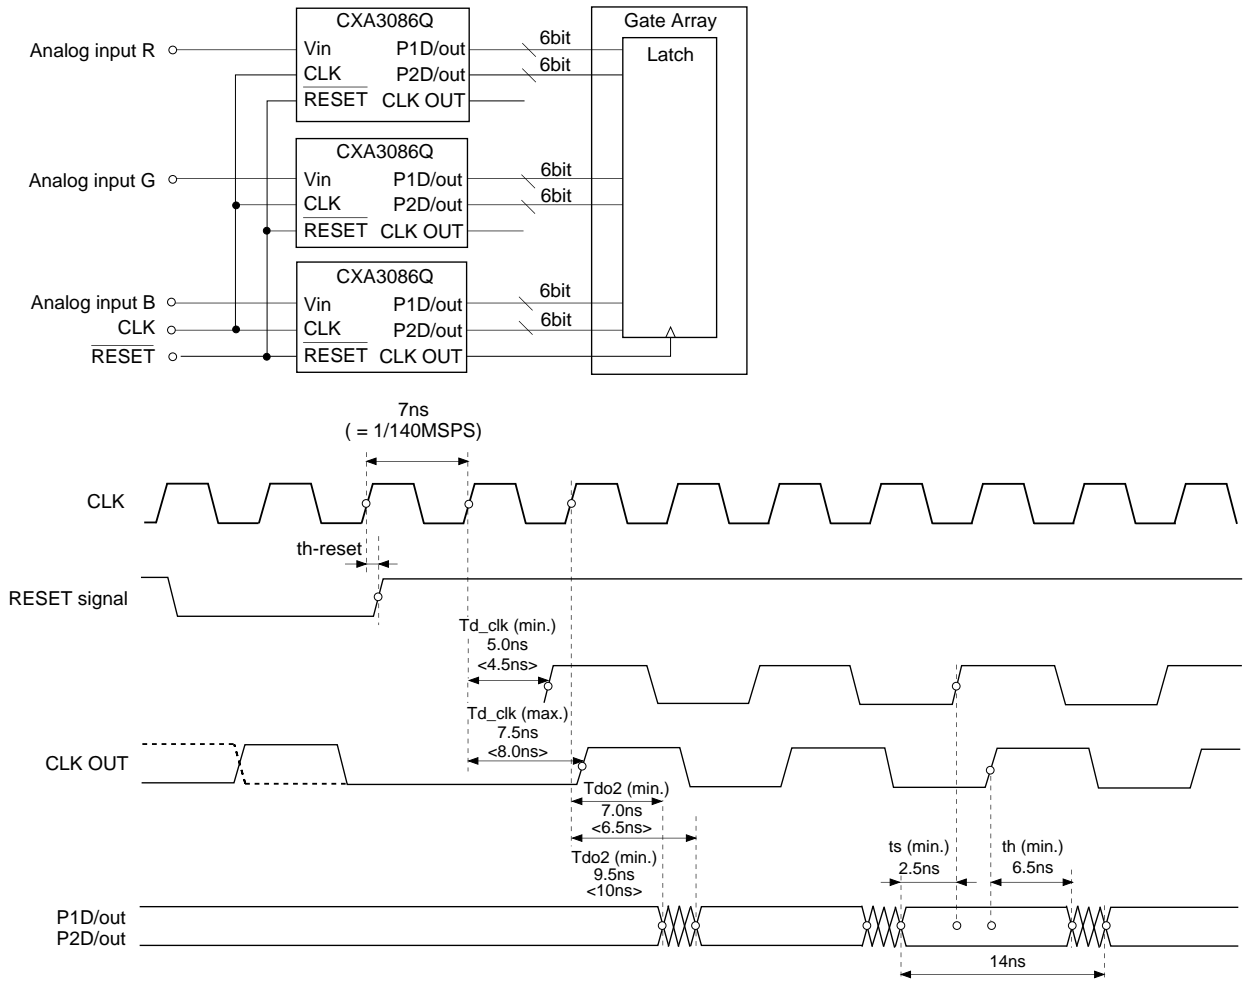 CXA3086Q
Gate Array
Analog input R
Vin
P1D/out
6bit
Latch
CLK
P2D/out
6bit
RESET
CLK OUT
CXA3086Q
Analog input G
Vin
P1D/out
6bit
CLK
P2D/out
6bit
RESET
CLK OUT
CXA3086Q
Analog input B
Vin
P1D/out
6bit
CLK
CLK
P2D/out
6bit
RESET
RESET
CLK OUT
7ns
( = 1/140MSPS)
CLK
th-reset
RESET signal
Td_clk (min.)
5.0ns
<4.5ns>
Td_clk (max.)
7.5ns
<8.0ns>
CLK OUT
Tdo2 (min.)
7.0ns
<6.5ns>
Tdo2 (min.)
9.5ns
<10ns>
ts (min.)
2.5ns
th (min.)
6.5ns
P1D/out
P2D/out
14ns